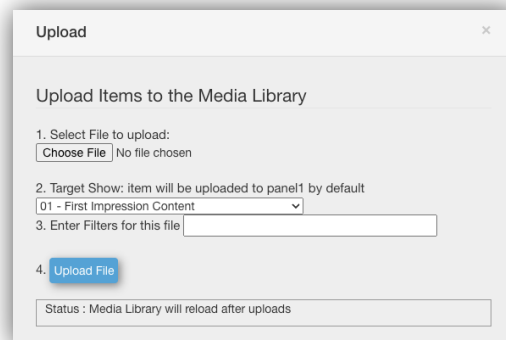 Upload ×
Upload Items to the Media Library
1. Select File to upload:
Choose File No file chosen
2. Target Show: item will be uploaded to panel1 by default
01 - First Impression Content
3. Enter Filters for this file
4. Upload File
Status : Media Library will reload after uploads